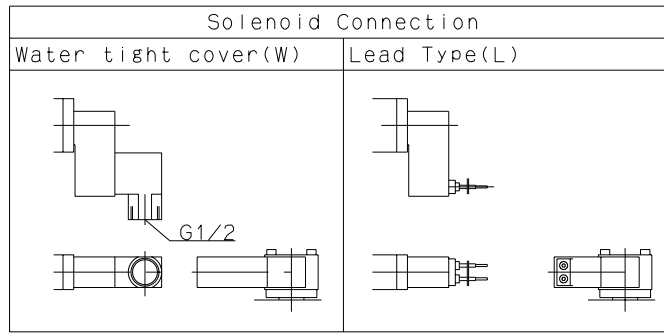 Solenoid Connection
Water tight cover(W)
Lead Type(L)
G1/2